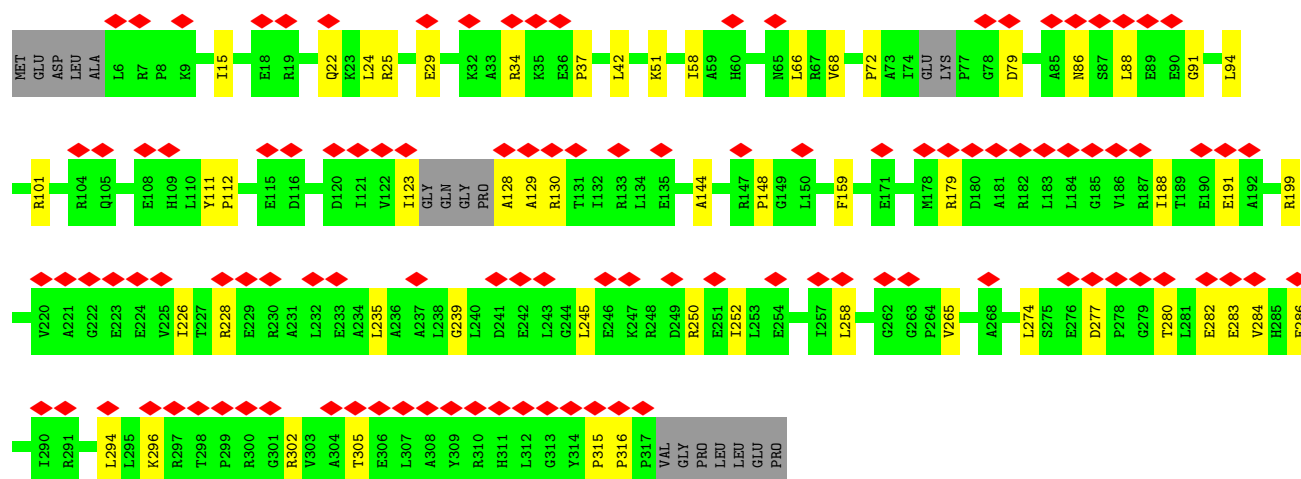 MET GLU ASP LEU ALA L6 R7 P8 K9 I15 E18 R19 Q22 K23 L24 R25 E29 K32 A33 R34 K35 E36 P37 L42 K51 I58 A59 H60 N65 L66 R67 V68 P72 A73 I74 GLU LYS P77 G78 D79 A85 N86 S87 L88 E89 E90 G91 L94
R101 R104 Q105 E108 H109 L110 Y111 P112 E115 D116 D120 I121 V122 I123 GLY GLN GLY PRO A128 A129 R130 T131 I132 R133 L134 E135 A144 R147 P148 G149 L150 F159 E171 M178 R179 D180 A181 R182 L183 L184 G185 V186 R187 I188 T189 E190 E191 A192 R199
V220 A221 G222 E223 E224 V225 I226 T227 R228 E229 R230 A231 L232 E233 A234 L235 A236 A237 L238 G239 L240 D241 E242 L243 G244 L245 E246 K247 R248 D249 R250 E251 I252 L253 E254 I257 L258 G262 G263 P264 V265 A268 L274 S275 E276 D277 P278 G279 T280 L281 E282 E283 V284 H285
I290 R291 L294 L295 K296 R297 T298 P299 R300 G301 R302 V303 A304 T305 E306 L307 A308 Y309 R310 H311 L312 G313 Y314 P315 P316 P317 VAL GLY PRO LEU LEU GLU PRO